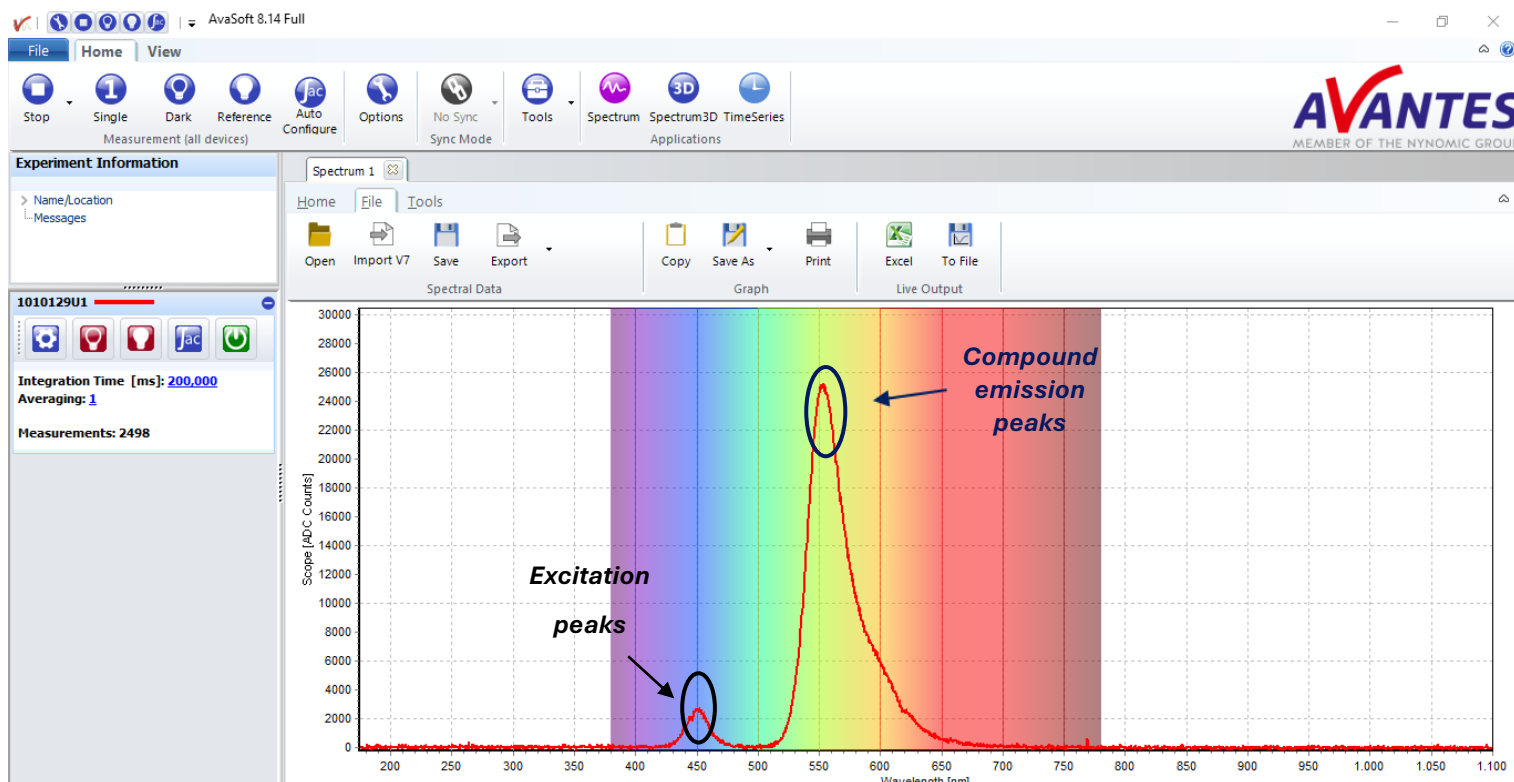 AvaSoft 8.14 Full
File Home View
Stop Single Dark Reference Auto Configure Options No Sync Tools Spectrum Spectrum3D TimeSeries
Measurement (all devices) Sync Mode Applications
AVANTES
MEMBER OF THE NYNOMIC GROUP
Experiment Information
Name/Location
Messages
1010129U1
Integration Time [ms]: 200,000
Averaging: 1
Measurements: 2498
Spectrum 1
Home File Tools
Open Import V7 Save Export Copy Save As Print Excel To File
Spectral Data Graph Live Output
30000
28000
26000
24000
22000
20000
18000
16000
14000
12000
10000
8000
6000
4000
2000
0
Scope [ADC Counts]
Compound
emission
peaks
Excitation
peaks
200 250 300 350 400 450 500 550 600 650 700 750 800 850 900 950 1.000 1.050 1.100
Wavelength [nm]